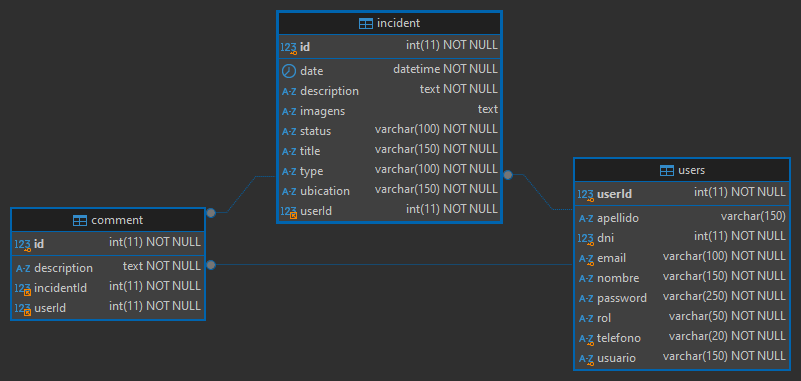 incident
123 id int(11) NOT NULL
date datetime NOT NULL
A-Z description text NOT NULL
A-Z imagens text
A-Z status varchar(100) NOT NULL
A-Z title varchar(150) NOT NULL
A-Z type varchar(100) NOT NULL
A-Z ubication varchar(150) NOT NULL
123 userId int(11) NOT NULL
comment
123 id int(11) NOT NULL
A-Z description text NOT NULL
123 incidentId int(11) NOT NULL
123 userId int(11) NOT NULL
users
123 userId int(11) NOT NULL
A-Z apellido varchar(150)
123 dni int(11) NOT NULL
A-Z email varchar(100) NOT NULL
A-Z nombre varchar(150) NOT NULL
A-Z password varchar(250) NOT NULL
A-Z rol varchar(50) NOT NULL
A-Z telefono varchar(20) NOT NULL
A-Z usuario varchar(150) NOT NULL